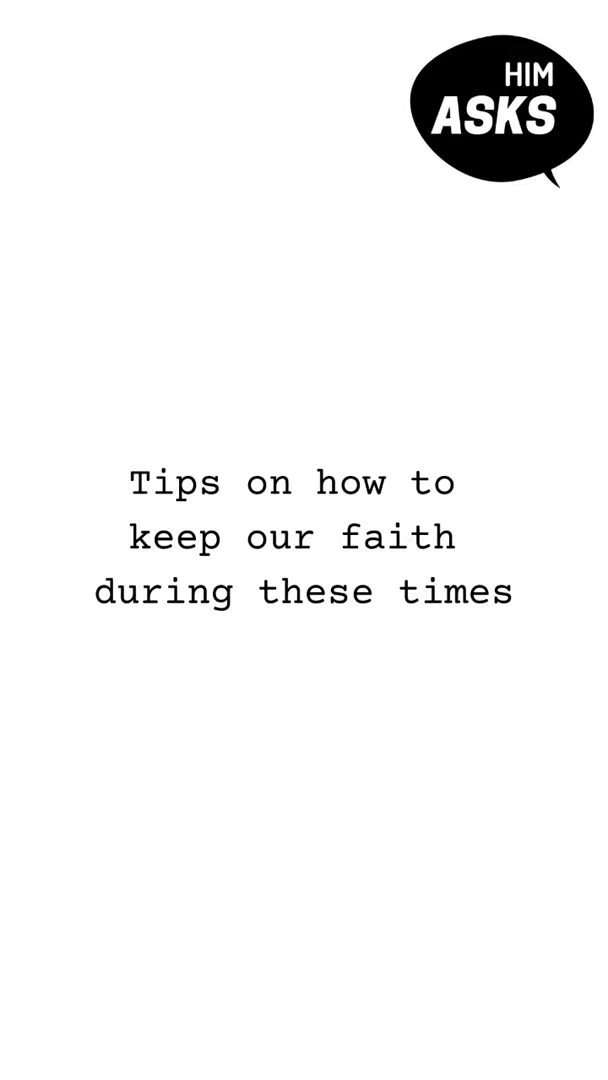 HIM
ASKS
Tips on how to
keep our faith
during these times